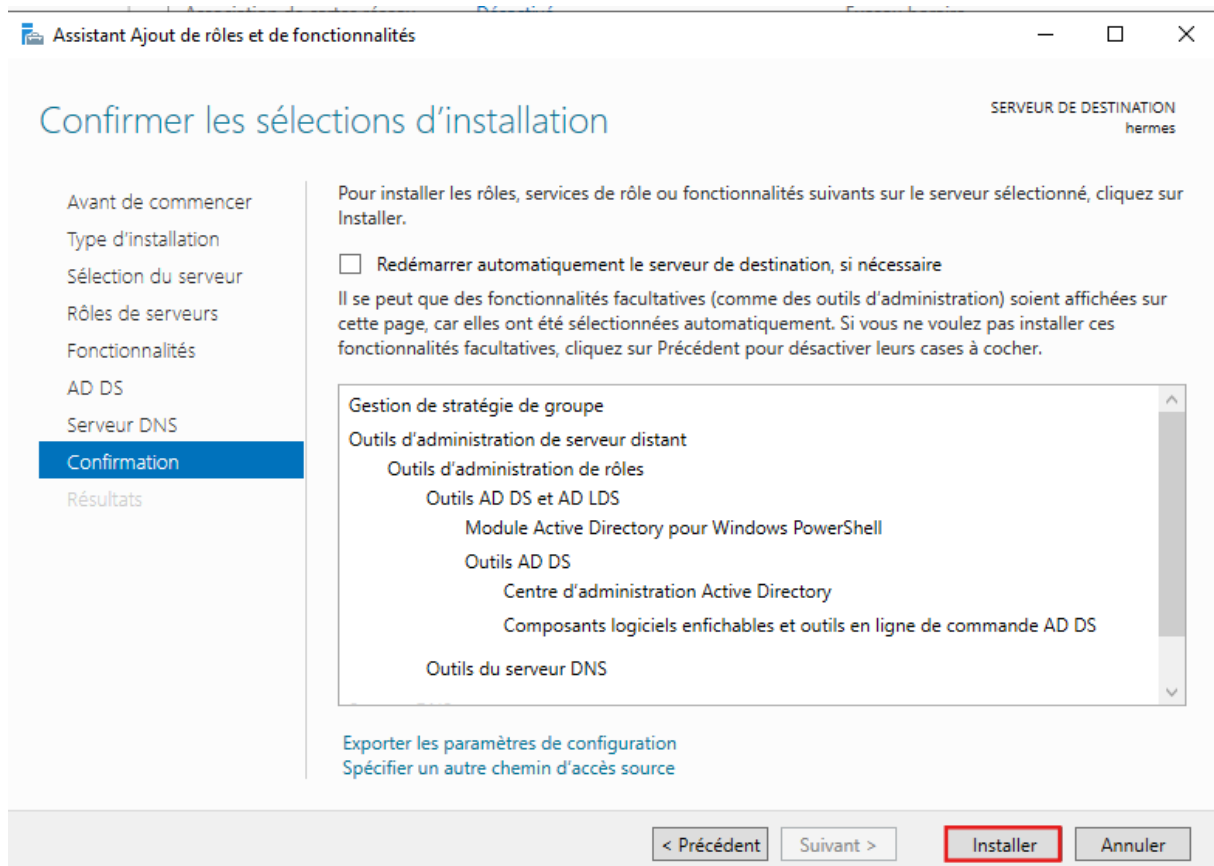 Assistant Ajout de rôles et de fonctionnalités
Confirmer les sélections d'installation
SERVEUR DE DESTINATION
hermes
Avant de commencer
Type d'installation
Sélection du serveur
Rôles de serveurs
Fonctionnalités
AD DS
Serveur DNS
Confirmation
Résultats
Pour installer les rôles, services de rôle ou fonctionnalités suivants sur le serveur sélectionné, cliquez sur
Installer.
Redémarrer automatiquement le serveur de destination, si nécessaire
Il se peut que des fonctionnalités facultatives (comme des outils d'administration) soient affichées sur
cette page, car elles ont été sélectionnées automatiquement. Si vous ne voulez pas installer ces
fonctionnalités facultatives, cliquez sur Précédent pour désactiver leurs cases à cocher.
Gestion de stratégie de groupe
Outils d'administration de serveur distant
Outils d'administration de rôles
Outils AD DS et AD LDS
Module Active Directory pour Windows PowerShell
Outils AD DS
Centre d'administration Active Directory
Composants logiciels enfichables et outils en ligne de commande AD DS
Outils du serveur DNS
Exporter les paramètres de configuration
Spécifier un autre chemin d'accès source
< Précédent
Suivant >
Installer
Annuler